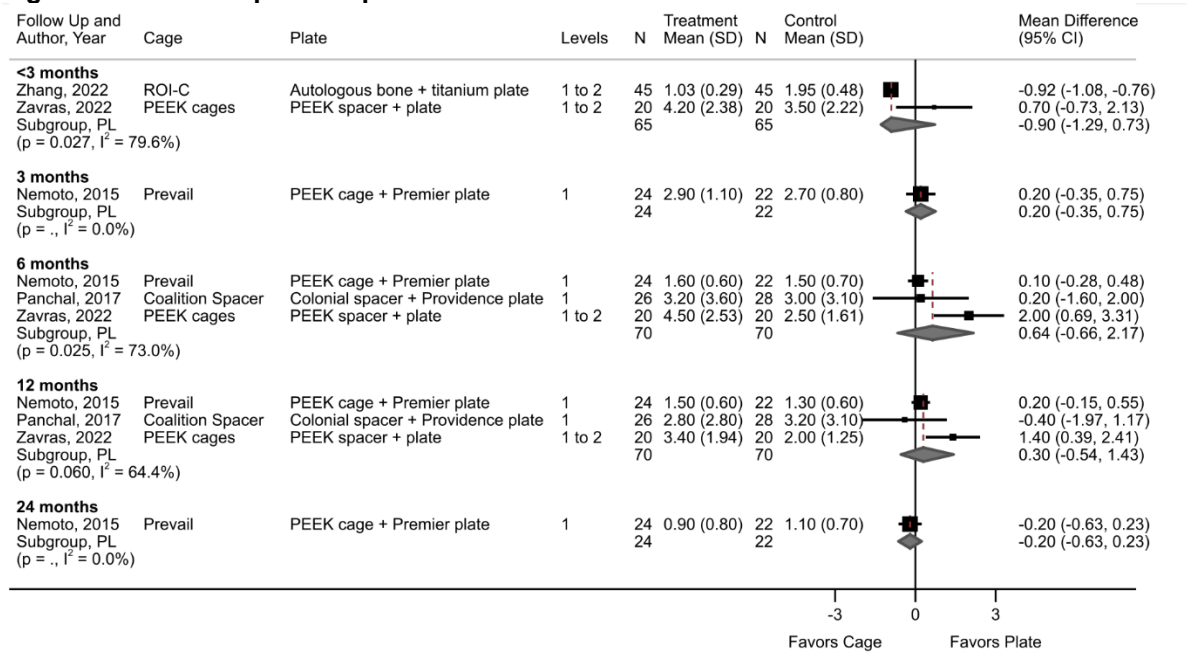 Follow Up and Treatment Control Mean Difference
Author, Year Cage Plate Levels N Mean (SD) N Mean (SD) (95% CI)
<3 months
Zhang, 2022 ROI-C Autologous bone + titanium plate 1 to 2 45 1.03 (0.29) 45 1.95 (0.48) -0.92 (-1.08, -0.76)
Zavras, 2022 PEEK cages PEEK spacer + plate 1 to 2 20 4.20 (2.38) 20 3.50 (2.22) 0.70 (-0.73, 2.13)
Subgroup, PL 65 65 -0.90 (-1.29, 0.73)
(p = 0.027, I² = 79.6%)
3 months
Nemoto, 2015 Prevail PEEK cage + Premier plate 1 24 2.90 (1.10) 22 2.70 (0.80) 0.20 (-0.35, 0.75)
Subgroup, PL 24 22 0.20 (-0.35, 0.75)
(p = ., I² = 0.0%)
6 months
Nemoto, 2015 Prevail PEEK cage + Premier plate 1 24 1.60 (0.60) 22 1.50 (0.70) 0.10 (-0.28, 0.48)
Panchal, 2017 Coalition Spacer Colonial spacer + Providence plate 1 26 3.20 (3.60) 28 3.00 (3.10) 0.20 (-1.60, 2.00)
Zavras, 2022 PEEK cages PEEK spacer + plate 1 to 2 20 4.50 (2.53) 20 2.50 (1.61) 2.00 (0.69, 3.31)
Subgroup, PL 70 70 0.64 (-0.66, 2.17)
(p = 0.025, I² = 73.0%)
12 months
Nemoto, 2015 Prevail PEEK cage + Premier plate 1 24 1.50 (0.60) 22 1.30 (0.60) 0.20 (-0.15, 0.55)
Panchal, 2017 Coalition Spacer Colonial spacer + Providence plate 1 26 2.80 (2.80) 28 3.20 (3.10) -0.40 (-1.97, 1.17)
Zavras, 2022 PEEK cages PEEK spacer + plate 1 to 2 20 3.40 (1.94) 20 2.00 (1.25) 1.40 (0.39, 2.41)
Subgroup, PL 70 70 0.30 (-0.54, 1.43)
(p = 0.060, I² = 64.4%)
24 months
Nemoto, 2015 Prevail PEEK cage + Premier plate 1 24 0.90 (0.80) 22 1.10 (0.70) -0.20 (-0.63, 0.23)
Subgroup, PL 24 22 -0.20 (-0.63, 0.23)
(p = ., I² = 0.0%)
-3 0 3
Favors Cage Favors Plate